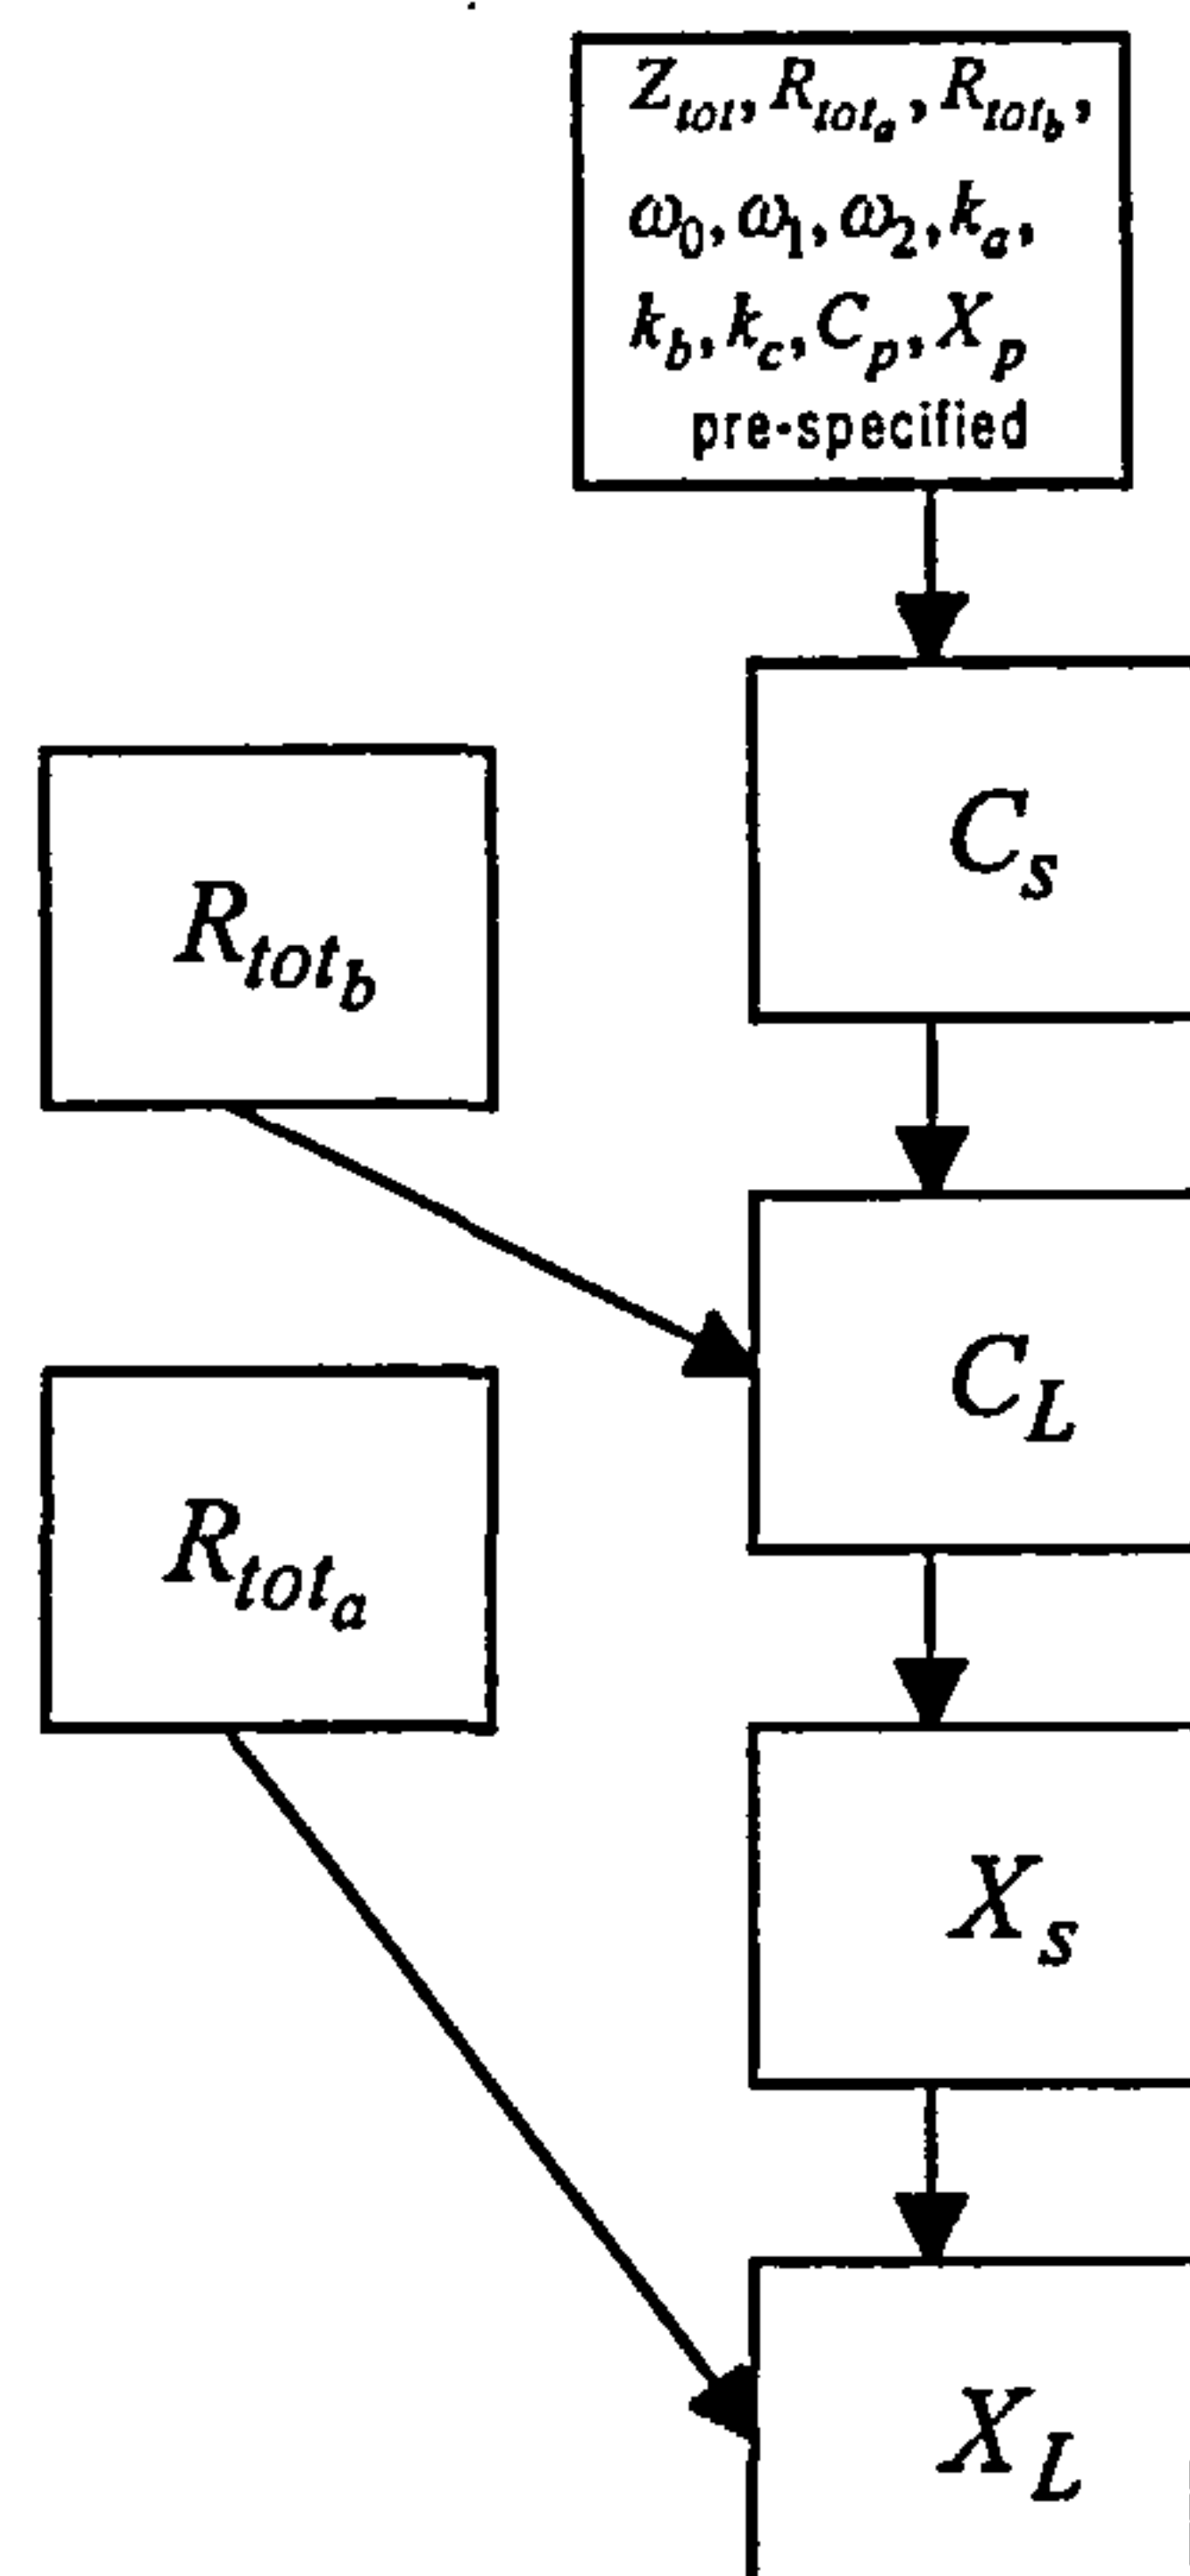 Z_tot, R_tot_a, R_tot_b,
ω_0, ω_1, ω_2, k_a,
k_b, k_c, C_p, X_p
pre-specified
C_s
R_tot_b
C_L
R_tot_a
X_s
X_L